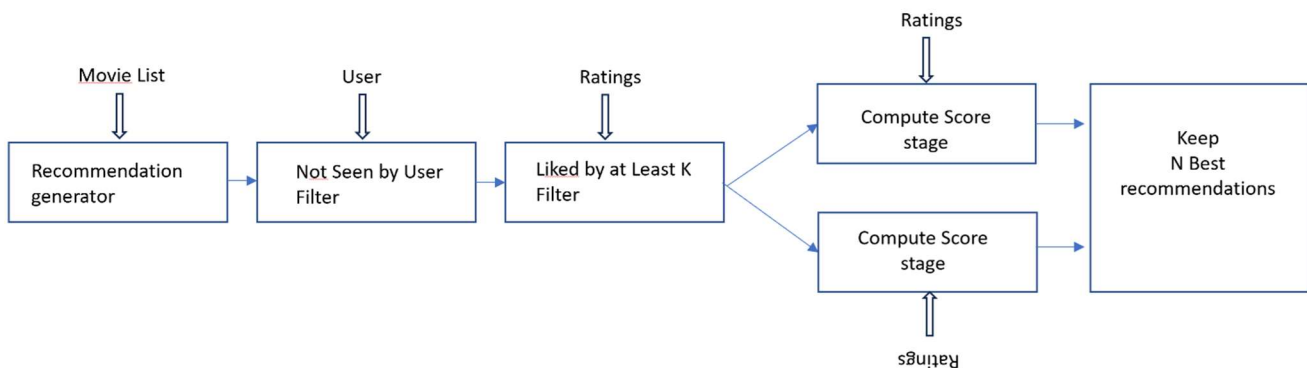 Ratings
Movie List
User
Ratings
Recommendation
generator
Not Seen by User
Filter
Liked by at Least K
Filter
Compute Score
stage
Compute Score
stage
Keep
N Best
recommendations
Ratings